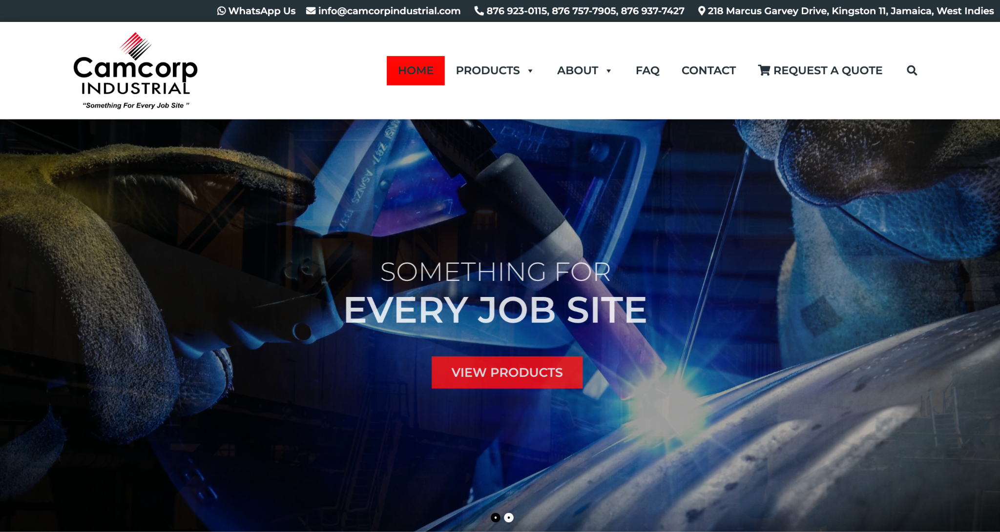 WhatsApp Us info@camcorpindustrial.com 876 923-0115, 876 757-7905, 876 937-7427 218 Marcus Garvey Drive, Kingston 11, Jamaica, West Indies
Camcorp
INDUSTRIAL
“Something For Every Job Site ”
HOME PRODUCTS ABOUT FAQ CONTACT REQUEST A QUOTE
SOMETHING FOR
EVERY JOB SITE
VIEW PRODUCTS